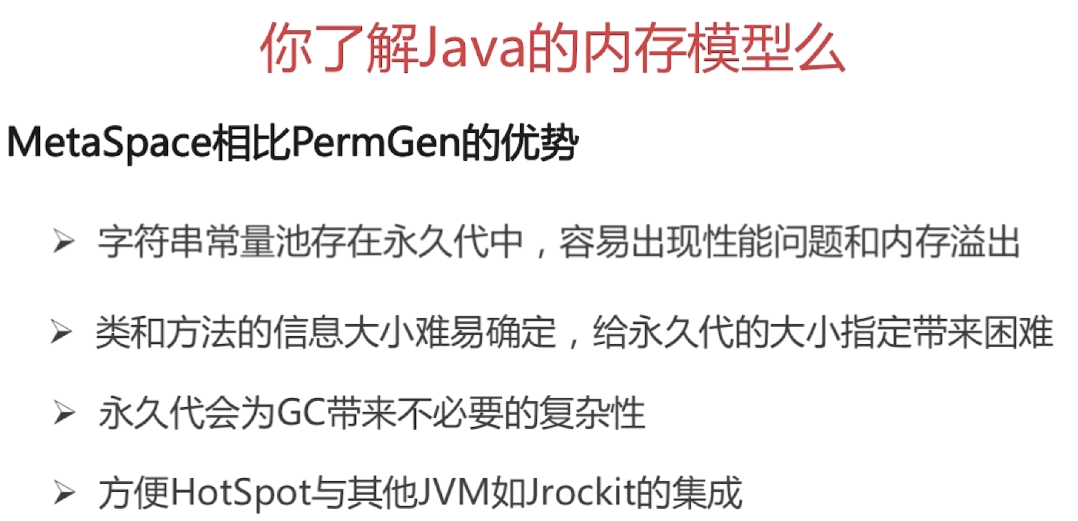 你了解Java的内存模型么
MetaSpace相比PermGen的优势
➢ 字符串常量池存在永久代中，容易出现性能问题和内存溢出
➢ 类和方法的信息大小难易确定，给永久代的大小指定带来困难
➢ 永久代会为GC带来不必要的复杂性
➢ 方便HotSpot与其他JVM如Jrockit的集成